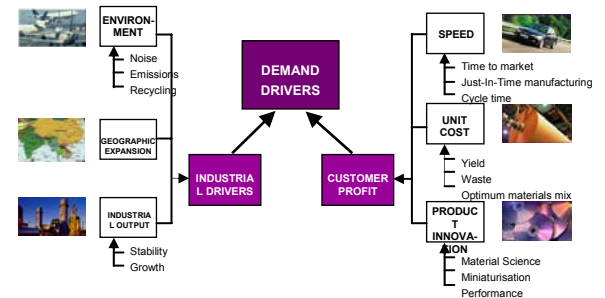 ENVIRON-
MENT
Noise
Emissions
Recycling
GEOGRAPHIC
EXPANSION
INDUSTRIAL
OUTPUT
Stability
Growth
DEMAND
DRIVERS
INDUSTRIA
L DRIVERS
CUSTOMER
PROFIT
SPEED
Time to market
Just-In-Time manufacturing
Cycle time
UNIT
COST
Yield
Waste
Optimum materials mix
PRODUC
T
INNOVA-
TION
Material Science
Miniaturisation
Performance